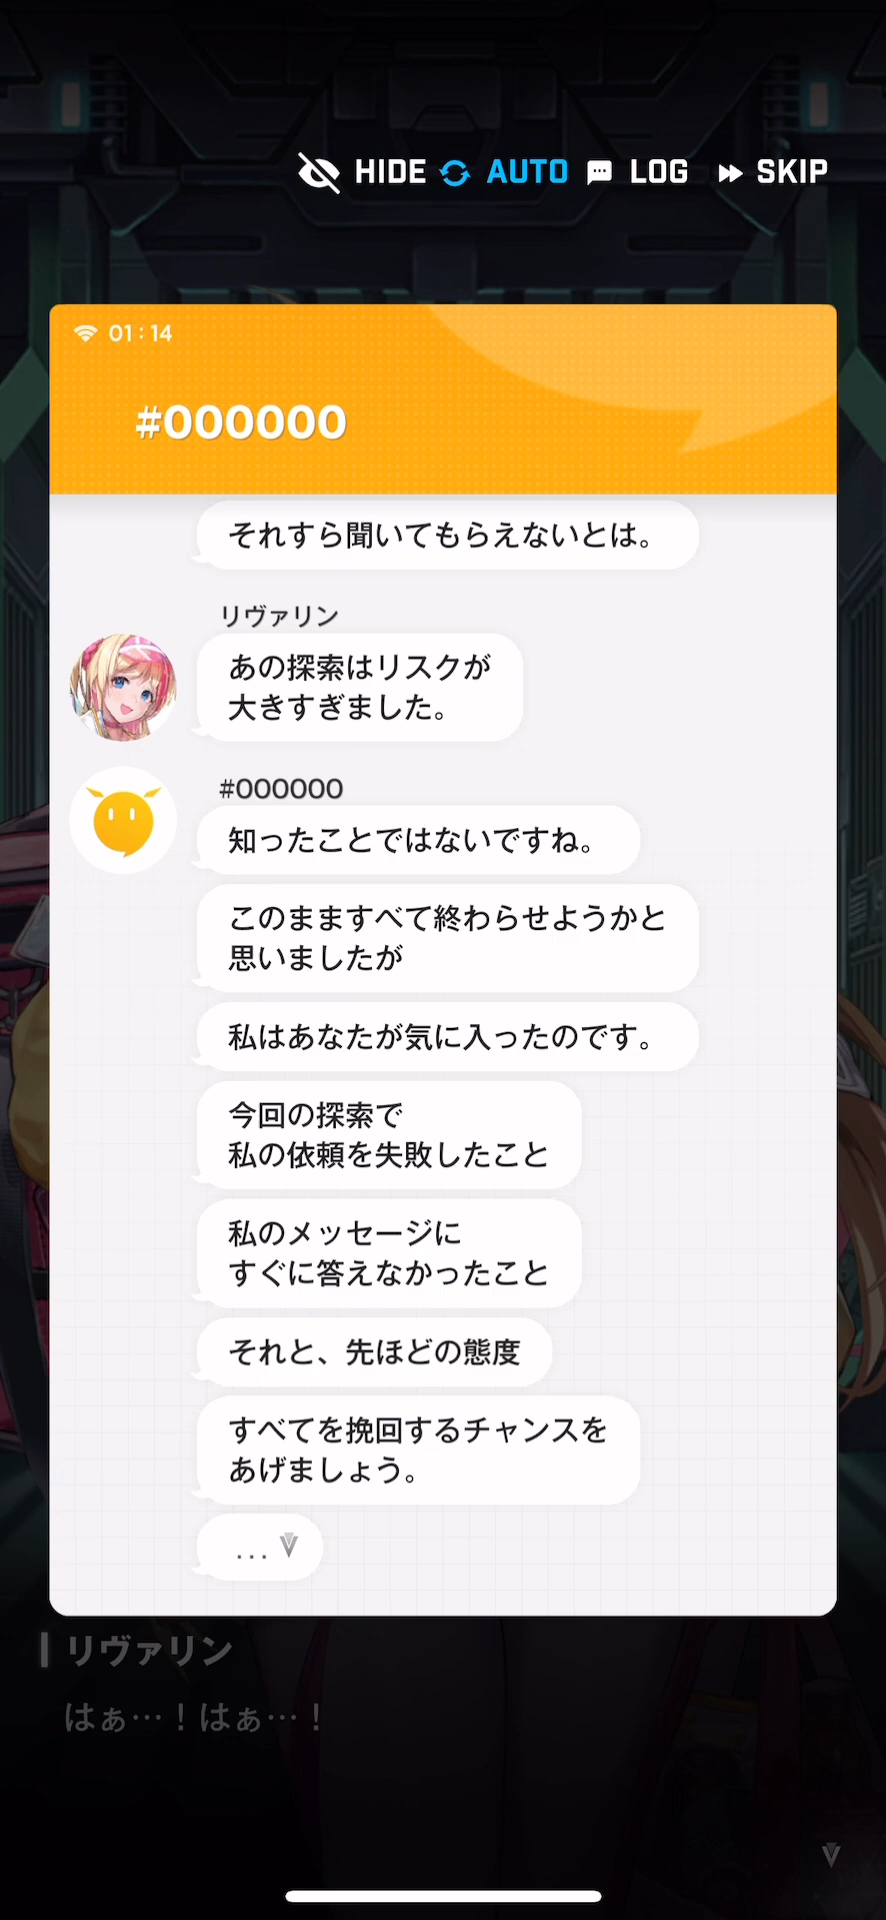 HIDE AUTO LOG SKIP
01:14
#000000
それすら聞いてもらえないとは。
リヴァリン
あの探索はリスクが
大きすぎました。
#000000
知ったことではないですね。
このまますべて終わらせようかと
思いましたが
私はあなたが気に入ったのです。
今回の探索で
私の依頼を失敗したこと
私のメッセージに
すぐに答えなかったこと
それと、先ほどの態度
すべてを挽回するチャンスを
あげましょう。
...
リヴァリン
はぁ…！はぁ…！